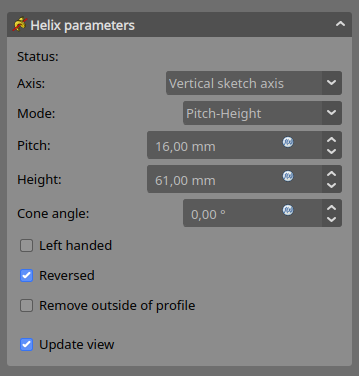 Helix parameters
Status:
Axis: Vertical sketch axis
Mode: Pitch-Height
Pitch: 16,00 mm
Height: 61,00 mm
Cone angle: 0,00 °
Left handed
Reversed
Remove outside of profile
Update view